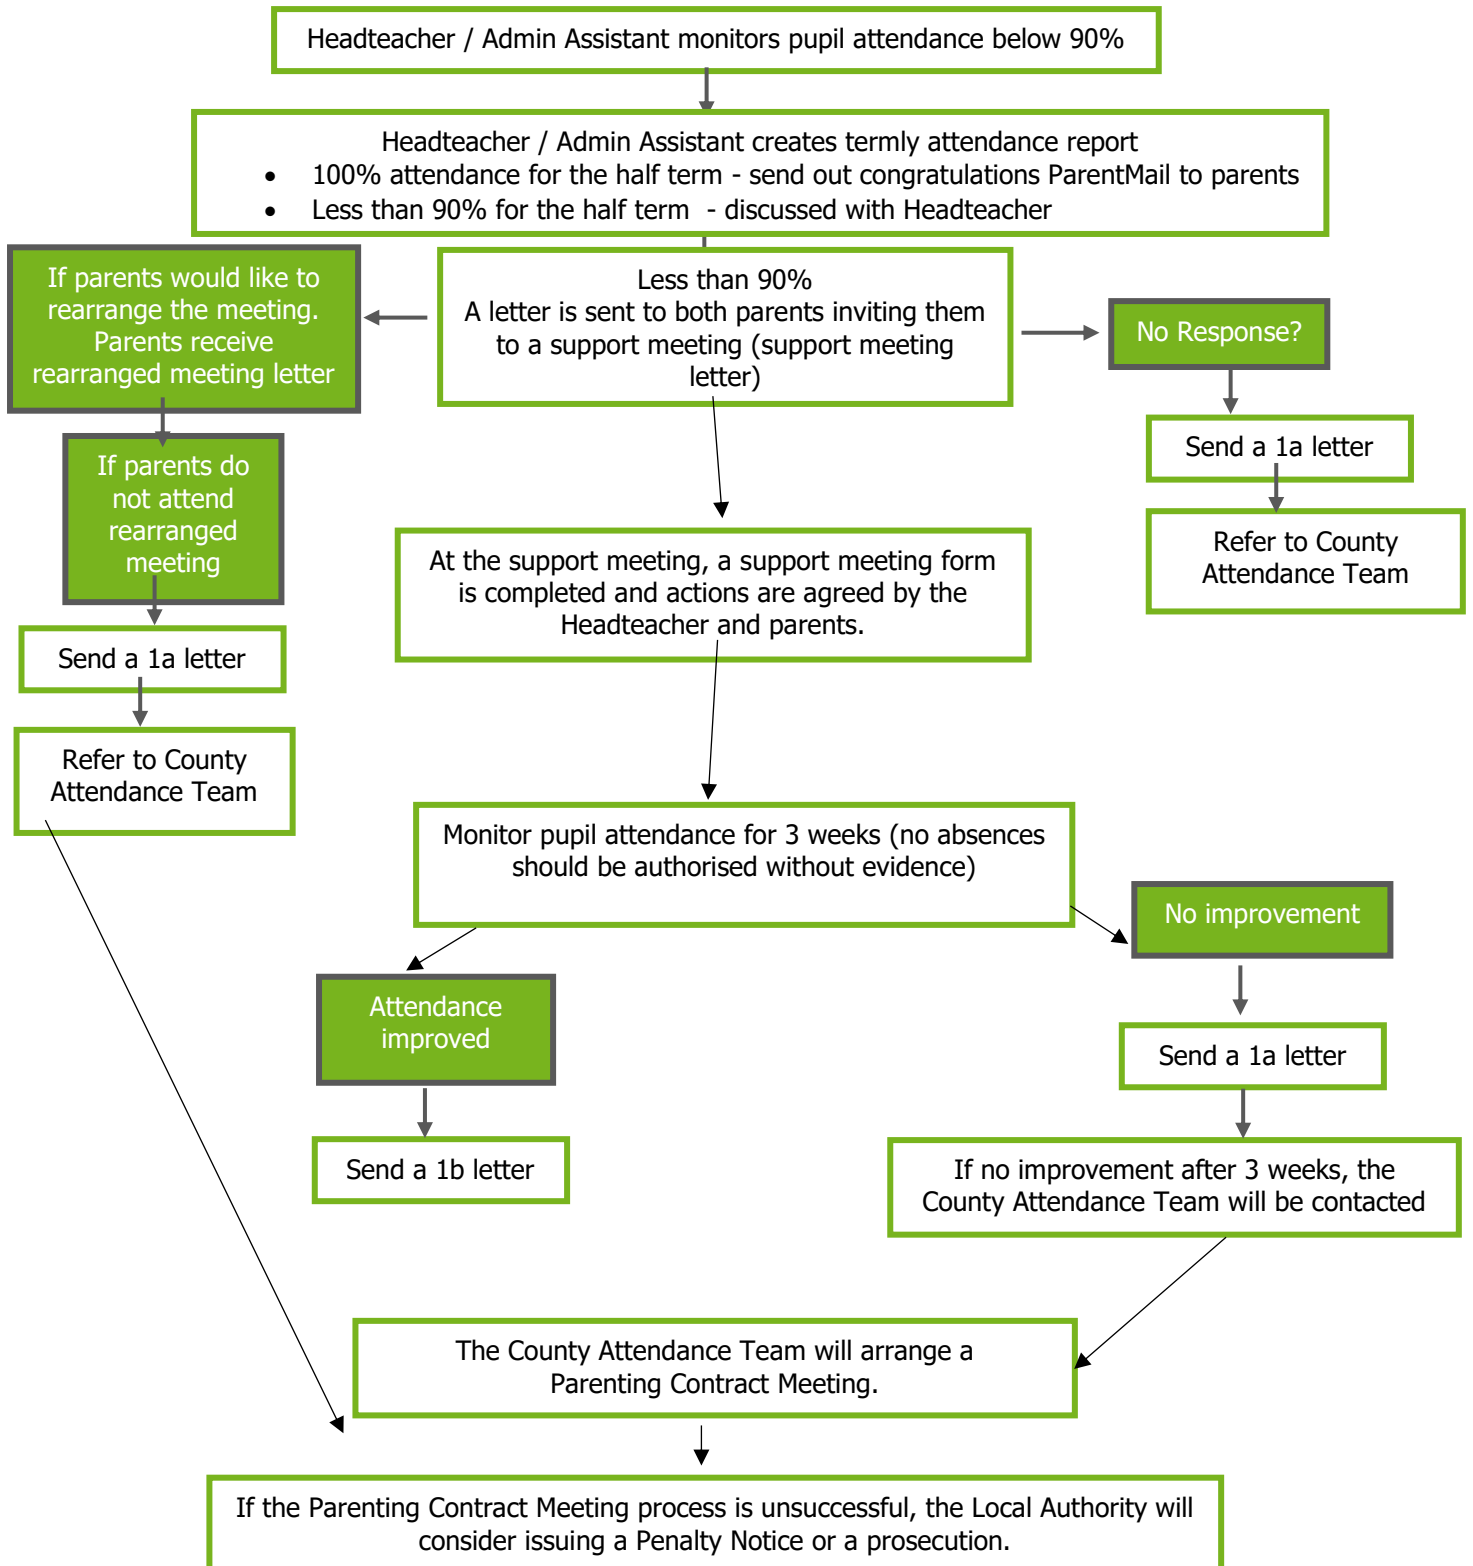 Headteacher / Admin Assistant monitors pupil attendance below 90%
Headteacher / Admin Assistant creates termly attendance report
• 100% attendance for the half term - send out congratulations ParentMail to parents
• Less than 90% for the half term - discussed with Headteacher
If parents would like to
rearrange the meeting.
Parents receive
rearranged meeting letter
Less than 90%
A letter is sent to both parents inviting them
to a support meeting (support meeting
letter)
No Response?
If parents do
not attend
rearranged
meeting
Send a 1a letter
Refer to County
Attendance Team
At the support meeting, a support meeting form
is completed and actions are agreed by the
Headteacher and parents.
Send a 1a letter
Refer to County
Attendance Team
Monitor pupil attendance for 3 weeks (no absences
should be authorised without evidence)
No improvement
Attendance
improved
Send a 1a letter
Send a 1b letter
If no improvement after 3 weeks, the
County Attendance Team will be contacted
The County Attendance Team will arrange a
Parenting Contract Meeting.
If the Parenting Contract Meeting process is unsuccessful, the Local Authority will
consider issuing a Penalty Notice or a prosecution.